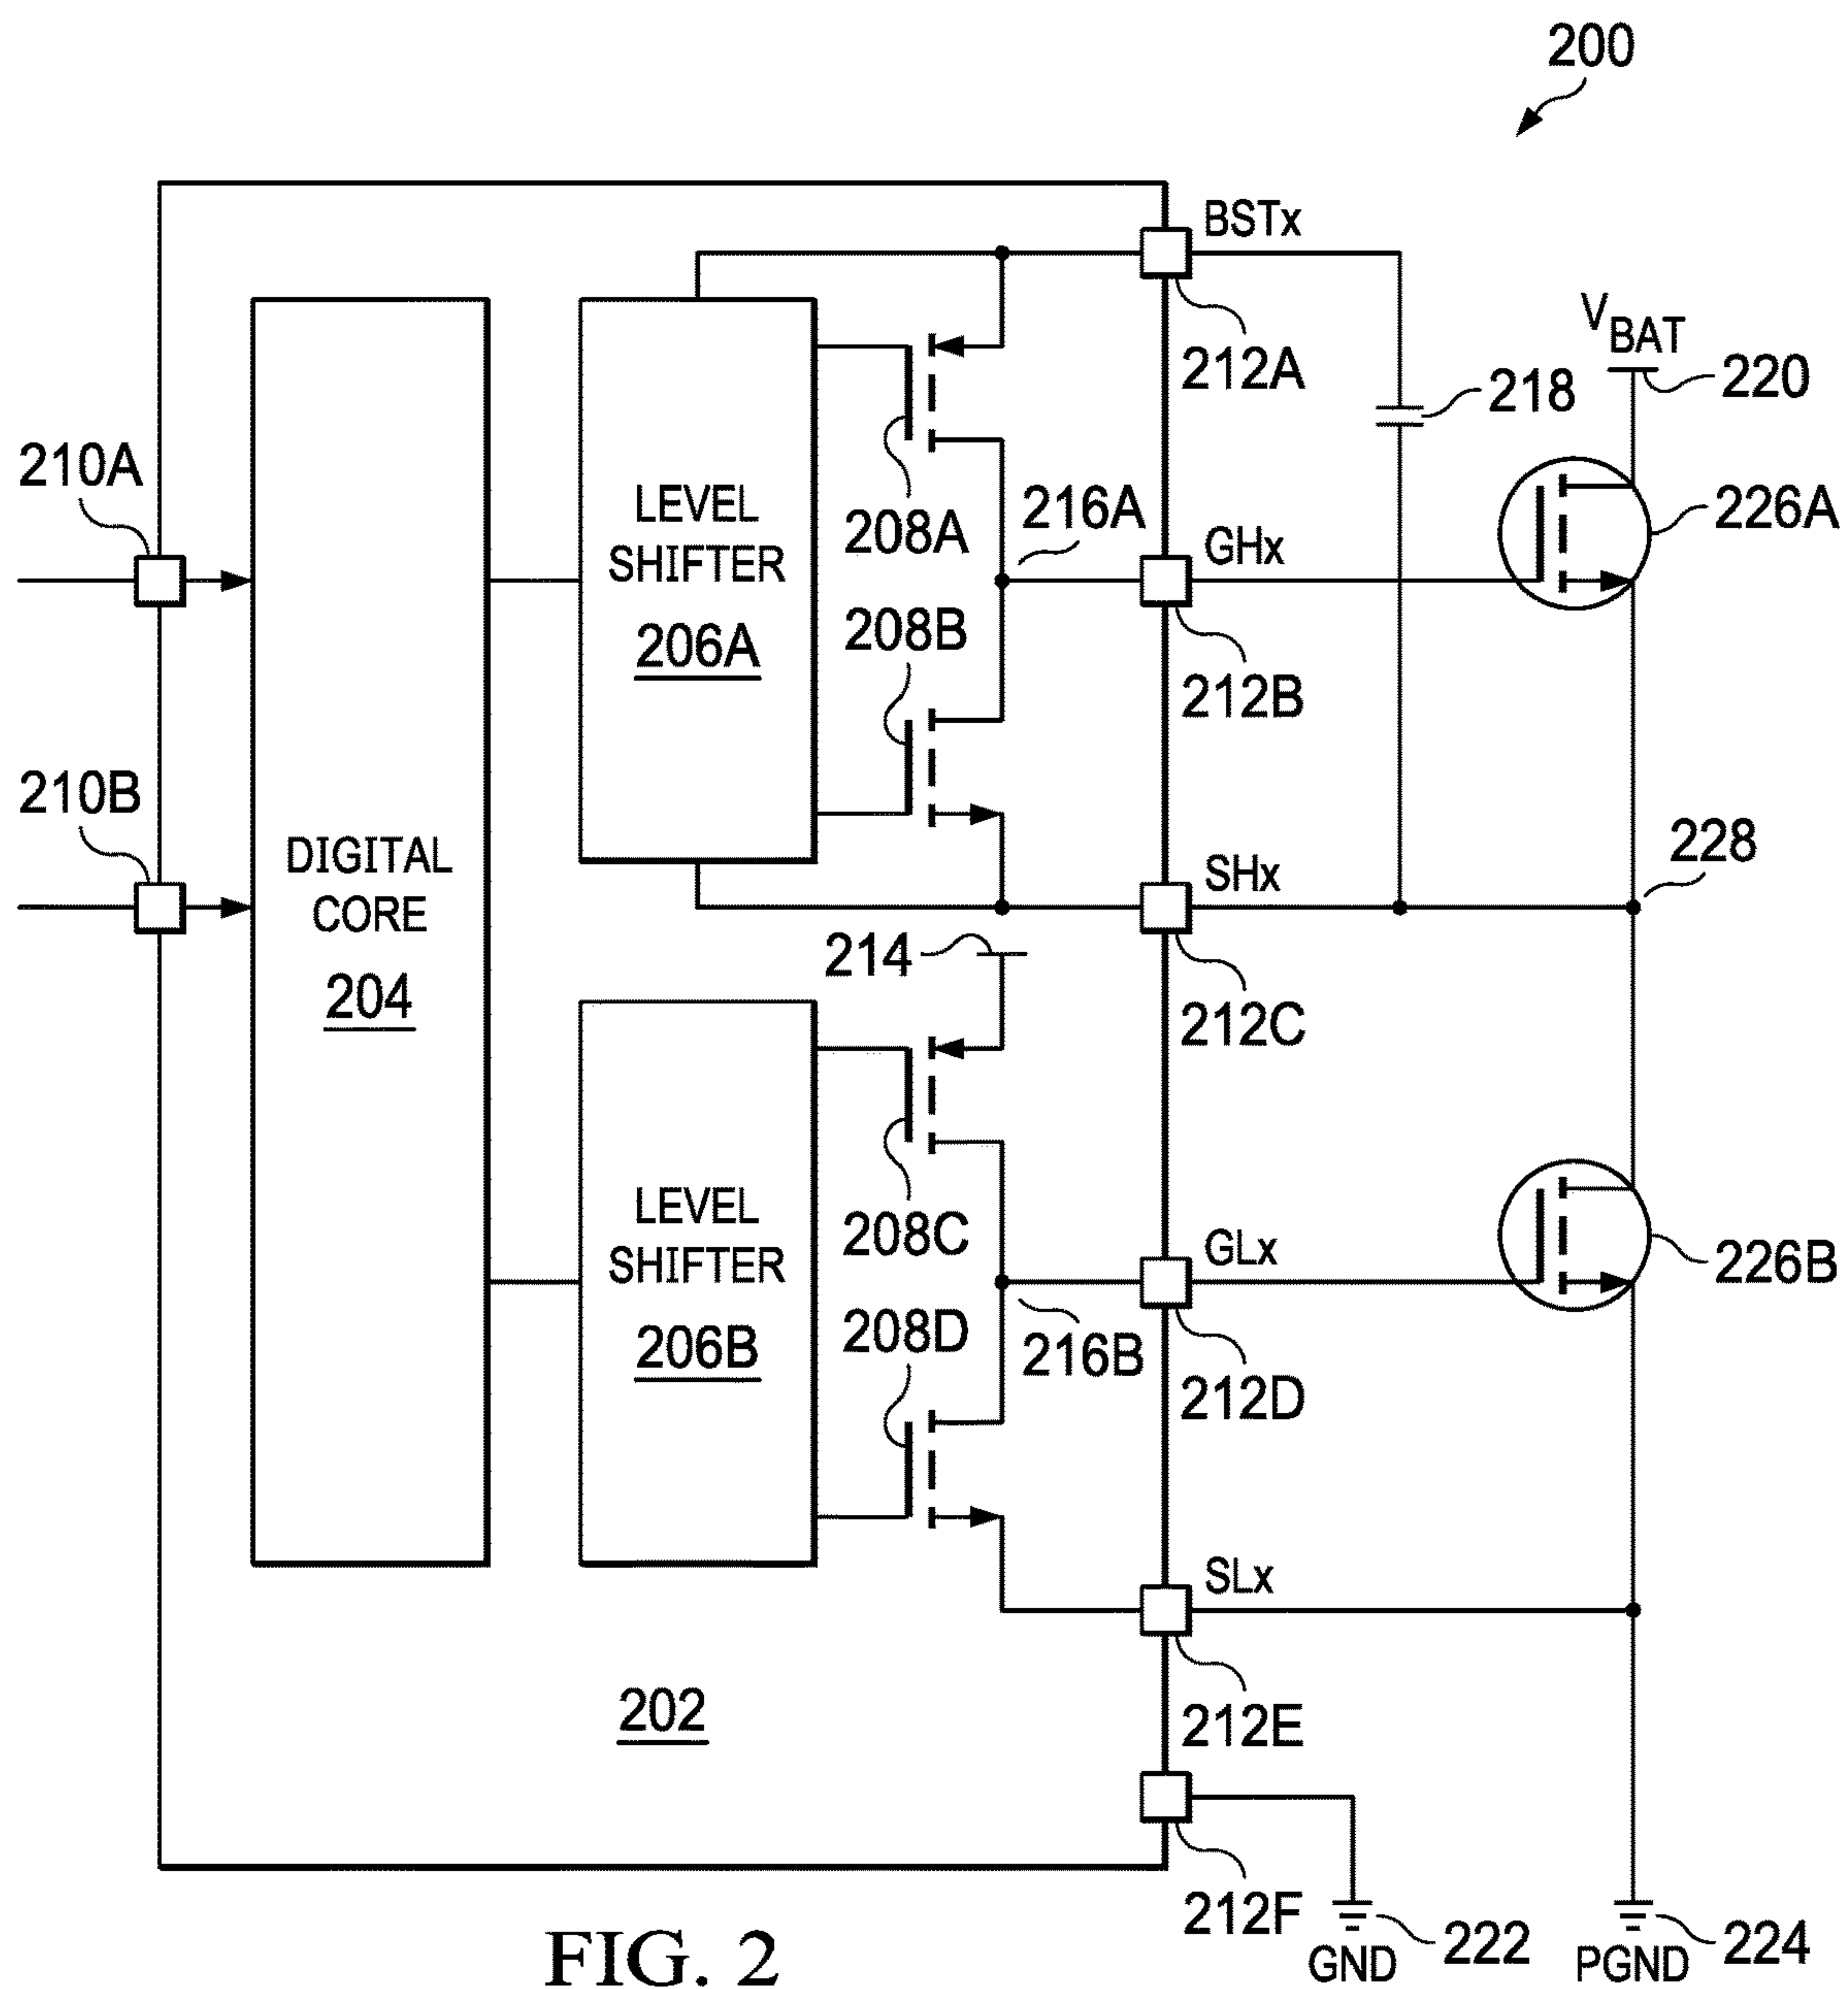 200
BSTx
212A
V
BAT
220
218
210A
LEVEL
SHIFTER
206A
208A
216A
GHx
226A
208B
212B
210B
DIGITAL
CORE
204
SHx
228
214
212C
LEVEL
SHIFTER
206B
208C
GLx
226B
208D
216B
212D
SLx
202
212E
212F
222
224
GND
PGND
FIG. 2